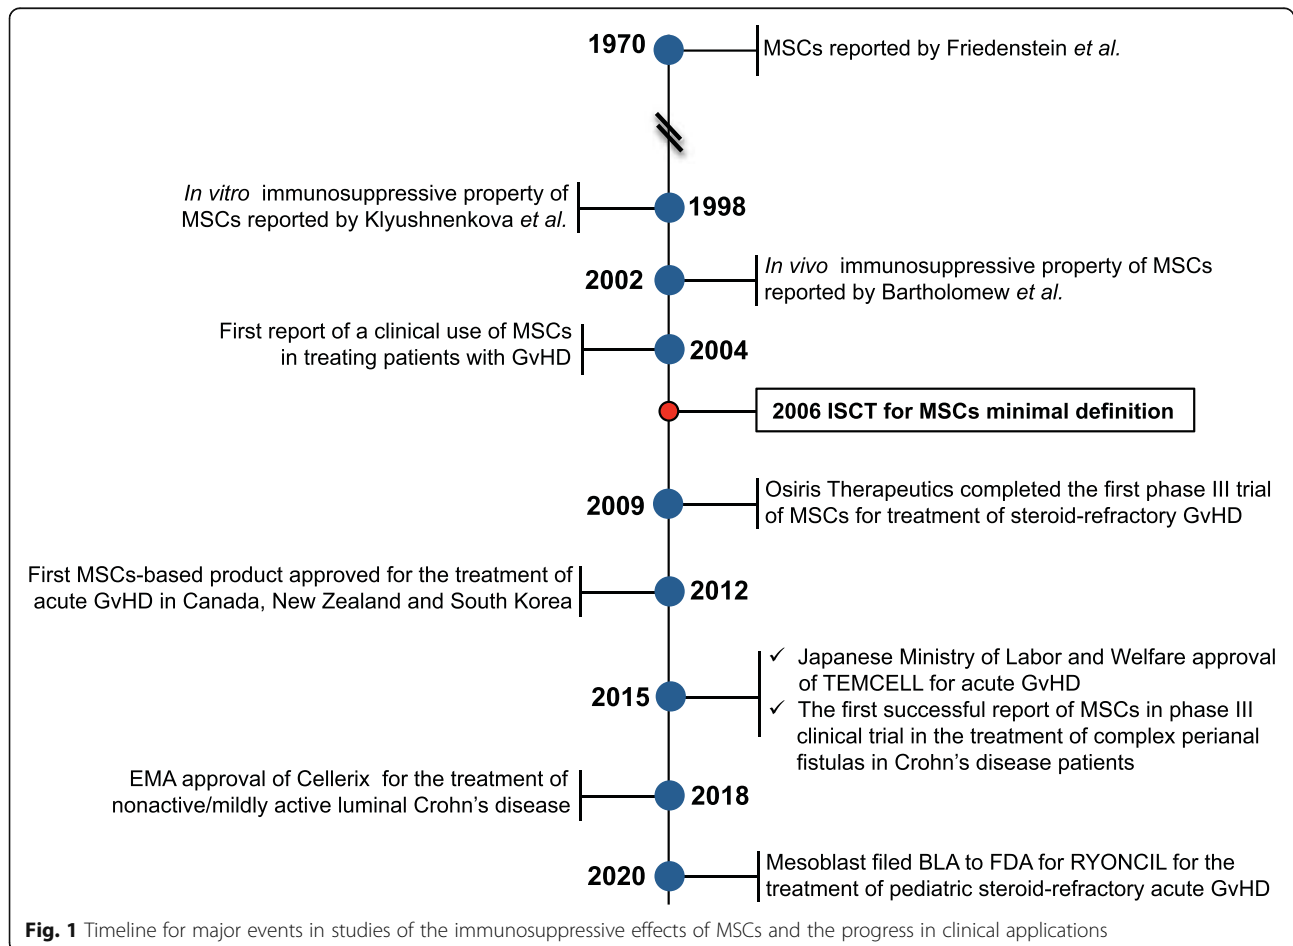 1970
MSCs reported by Friedenstein et al.
In vitro immunosuppressive property of
MSCs reported by Klyushnenkova et al.
1998
2002
In vivo immunosuppressive property of MSCs
reported by Bartholomew et al.
First report of a clinical use of MSCs
in treating patients with GvHD
2004
2006 ISCT for MSCs minimal definition
2009
Osiris Therapeutics completed the first phase III trial
of MSCs for treatment of steroid-refractory GvHD
First MSCs-based product approved for the treatment of
acute GvHD in Canada, New Zealand and South Korea
2012
2015
✓ Japanese Ministry of Labor and Welfare approval
of TEMCELL for acute GvHD
✓ The first successful report of MSCs in phase III
clinical trial in the treatment of complex perianal
fistulas in Crohn’s disease patients
EMA approval of Cellerix for the treatment of
nonactive/mildly active luminal Crohn’s disease
2018
2020
Mesoblast filed BLA to FDA for RYONCIL for the
treatment of pediatric steroid-refractory acute GvHD
Fig. 1 Timeline for major events in studies of the immunosuppressive effects of MSCs and the progress in clinical applications